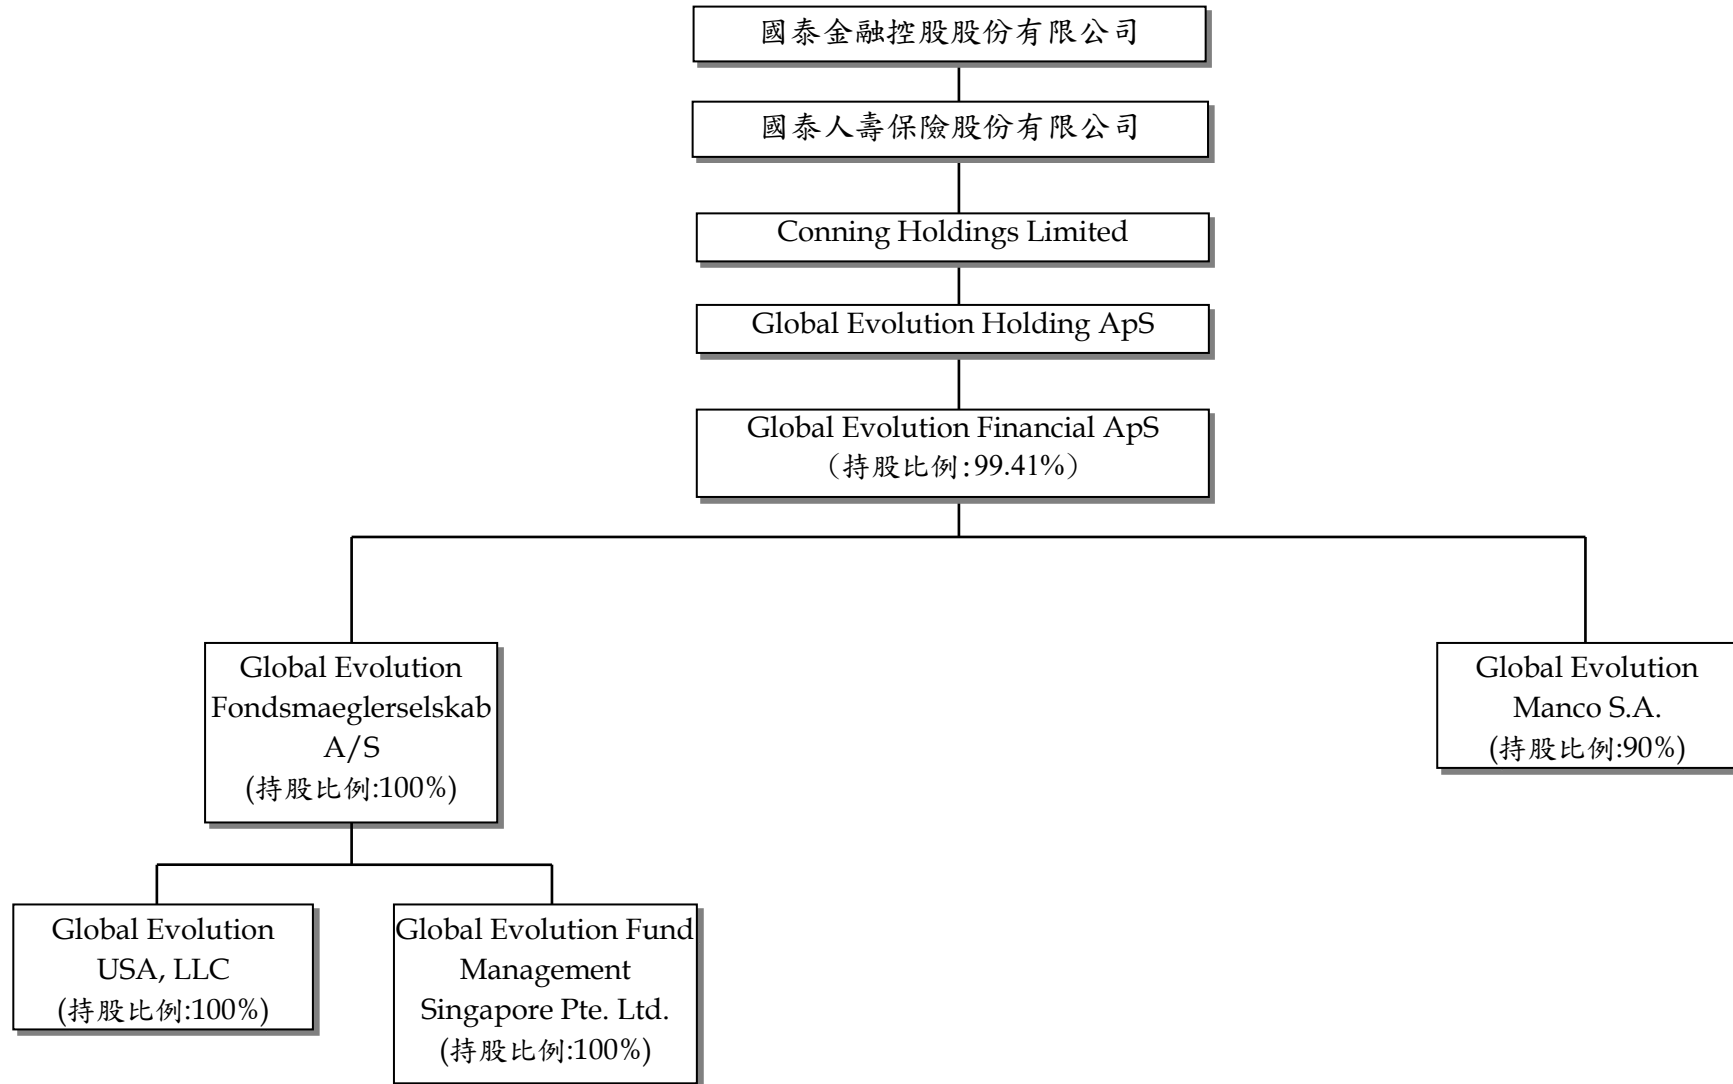 國泰金融控股股份有限公司
國泰人壽保險股份有限公司
Conning Holdings Limited
Global Evolution Holding ApS
Global Evolution Financial ApS
（持股比例:99.41%）
Global Evolution
Fondsmaeglerselskab
A/S
(持股比例:100%)
Global Evolution
Manco S.A.
(持股比例:90%)
Global Evolution
USA, LLC
(持股比例:100%)
Global Evolution Fund
Management
Singapore Pte. Ltd.
(持股比例:100%)